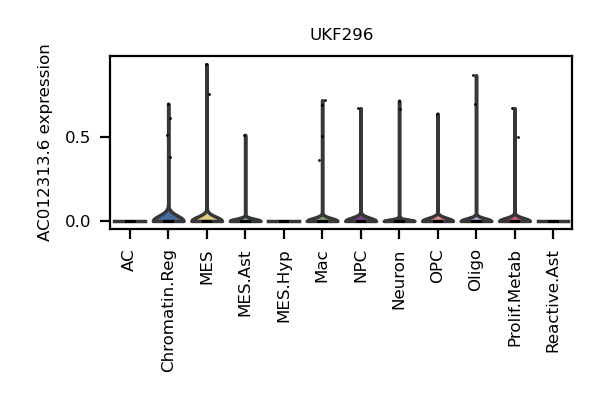 UKF296
AC012313.6 expression
0.5
0.0
AC
Chromatin.Reg
MES
MES.Ast
MES.Hyp
Mac
NPC
Neuron
OPC
Oligo
Prolif.Metab
Reactive.Ast